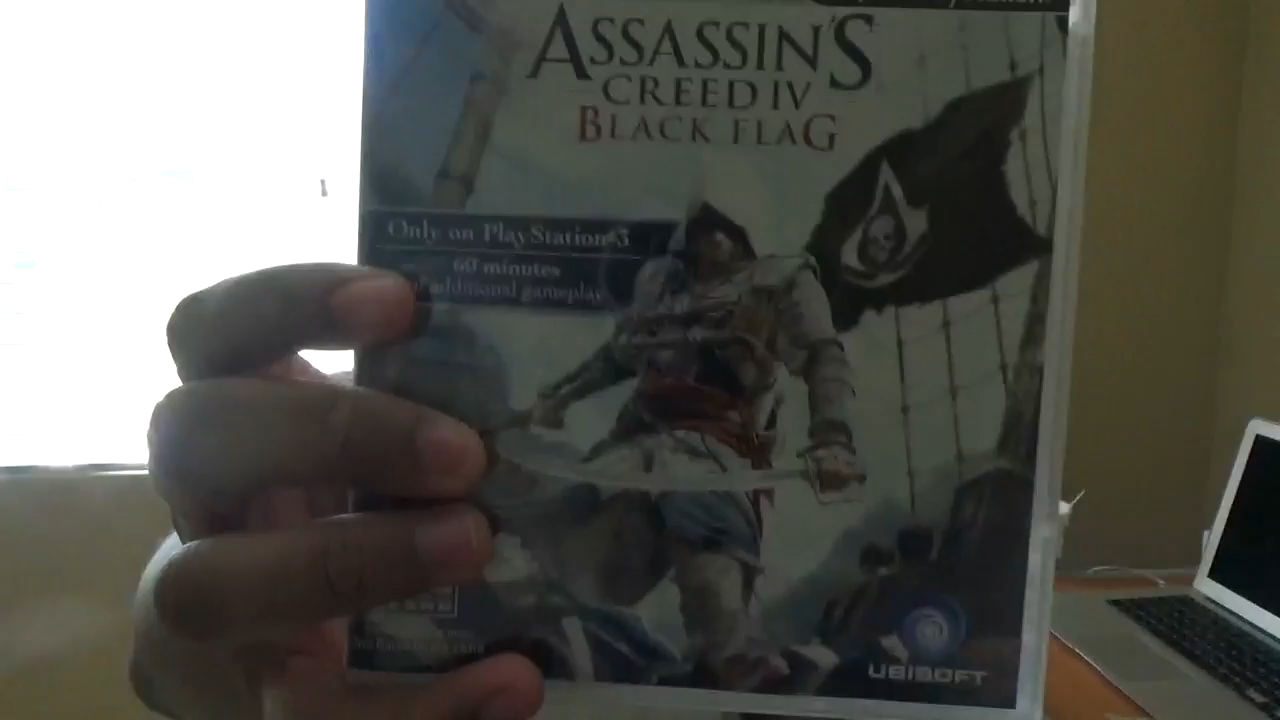 ASSASSIN'S
CREED IV
BLACK FLAG
Only on PlayStation 3
60 minutes
additional gameplay
UBISOFT